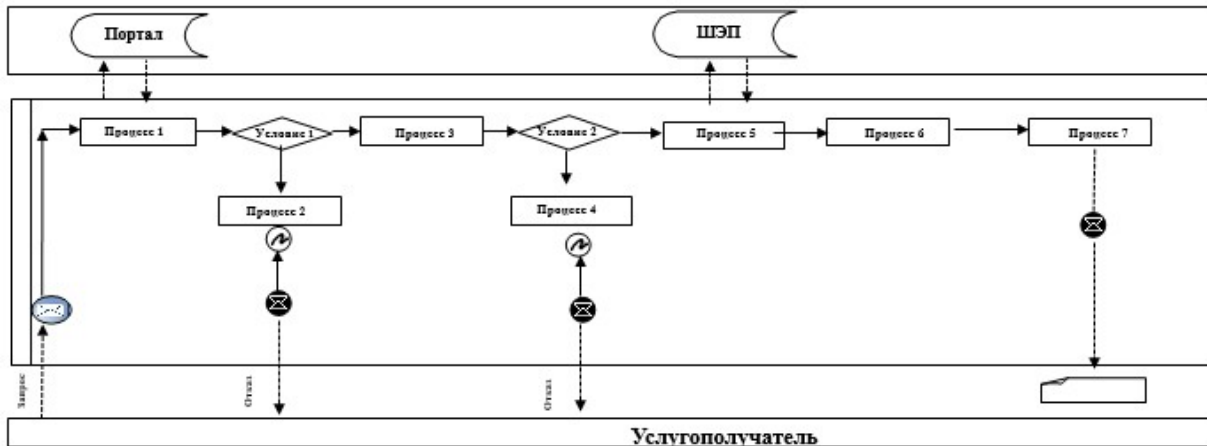 Портал
ШЭП
Процесс 1
Условие 1
Процесс 3
Условие 2
Процесс 5
Процесс 6
Процесс 7
Процесс 2
Процесс 4
Запрос
Отказ
Отказ
Услугополучатель